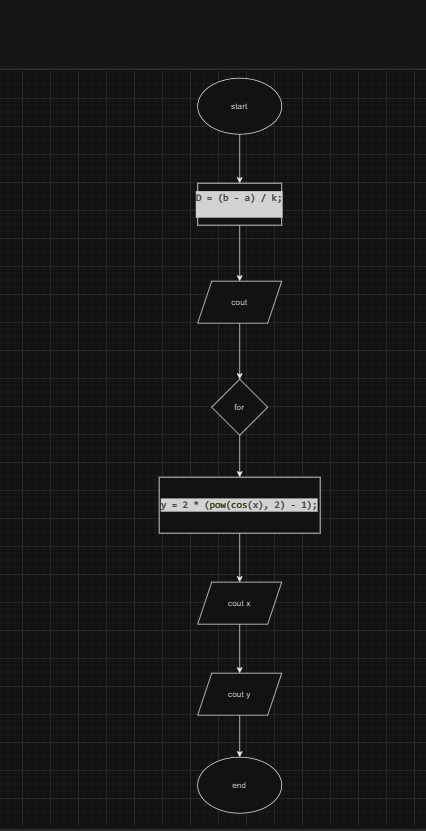 start
D = (b - a) / k;
cout
for
y = 2 * (pow(cos(x), 2) - 1);
cout x
cout y
end